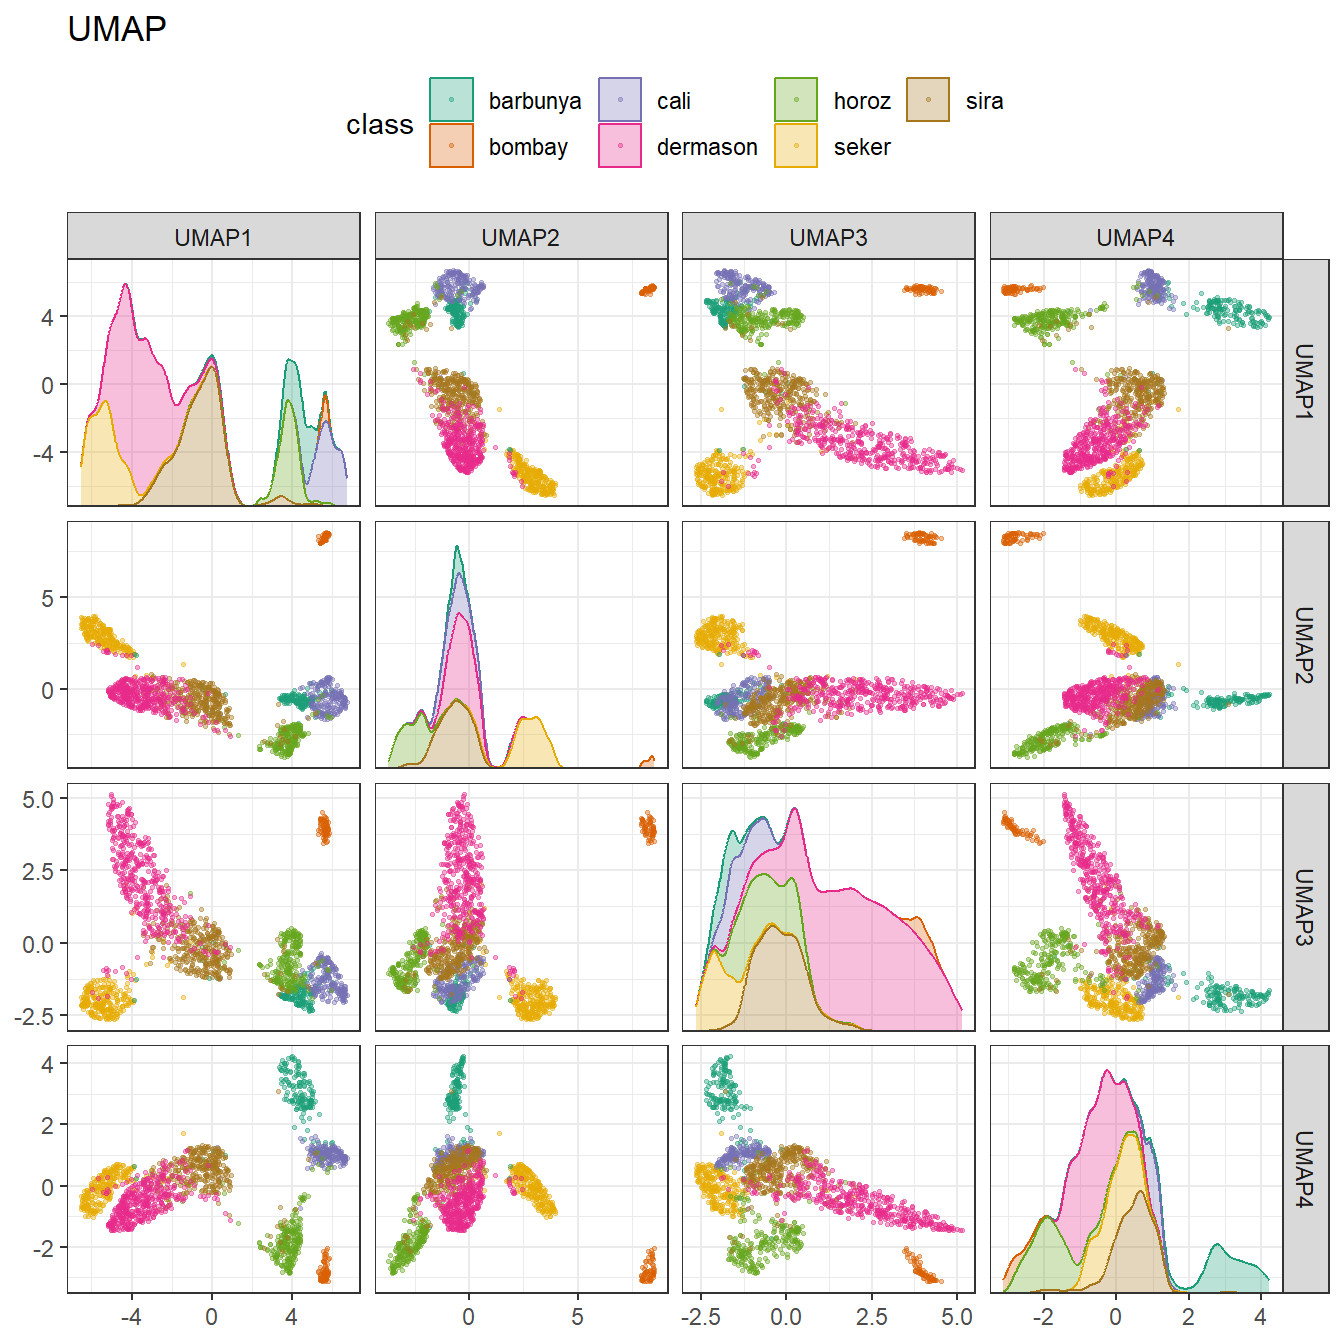 UMAP
class
barbunya cali horoz sira
bombay dermason seker
UMAP1 UMAP2 UMAP3 UMAP4
4
0
-4
UMAP1
5
0
UMAP2
5.0
2.5
0.0
-2.5
UMAP3
4
2
0
-2
UMAP4
-4 0 4 0 5 -2.5 0.0 2.5 5.0 -2 0 2 4